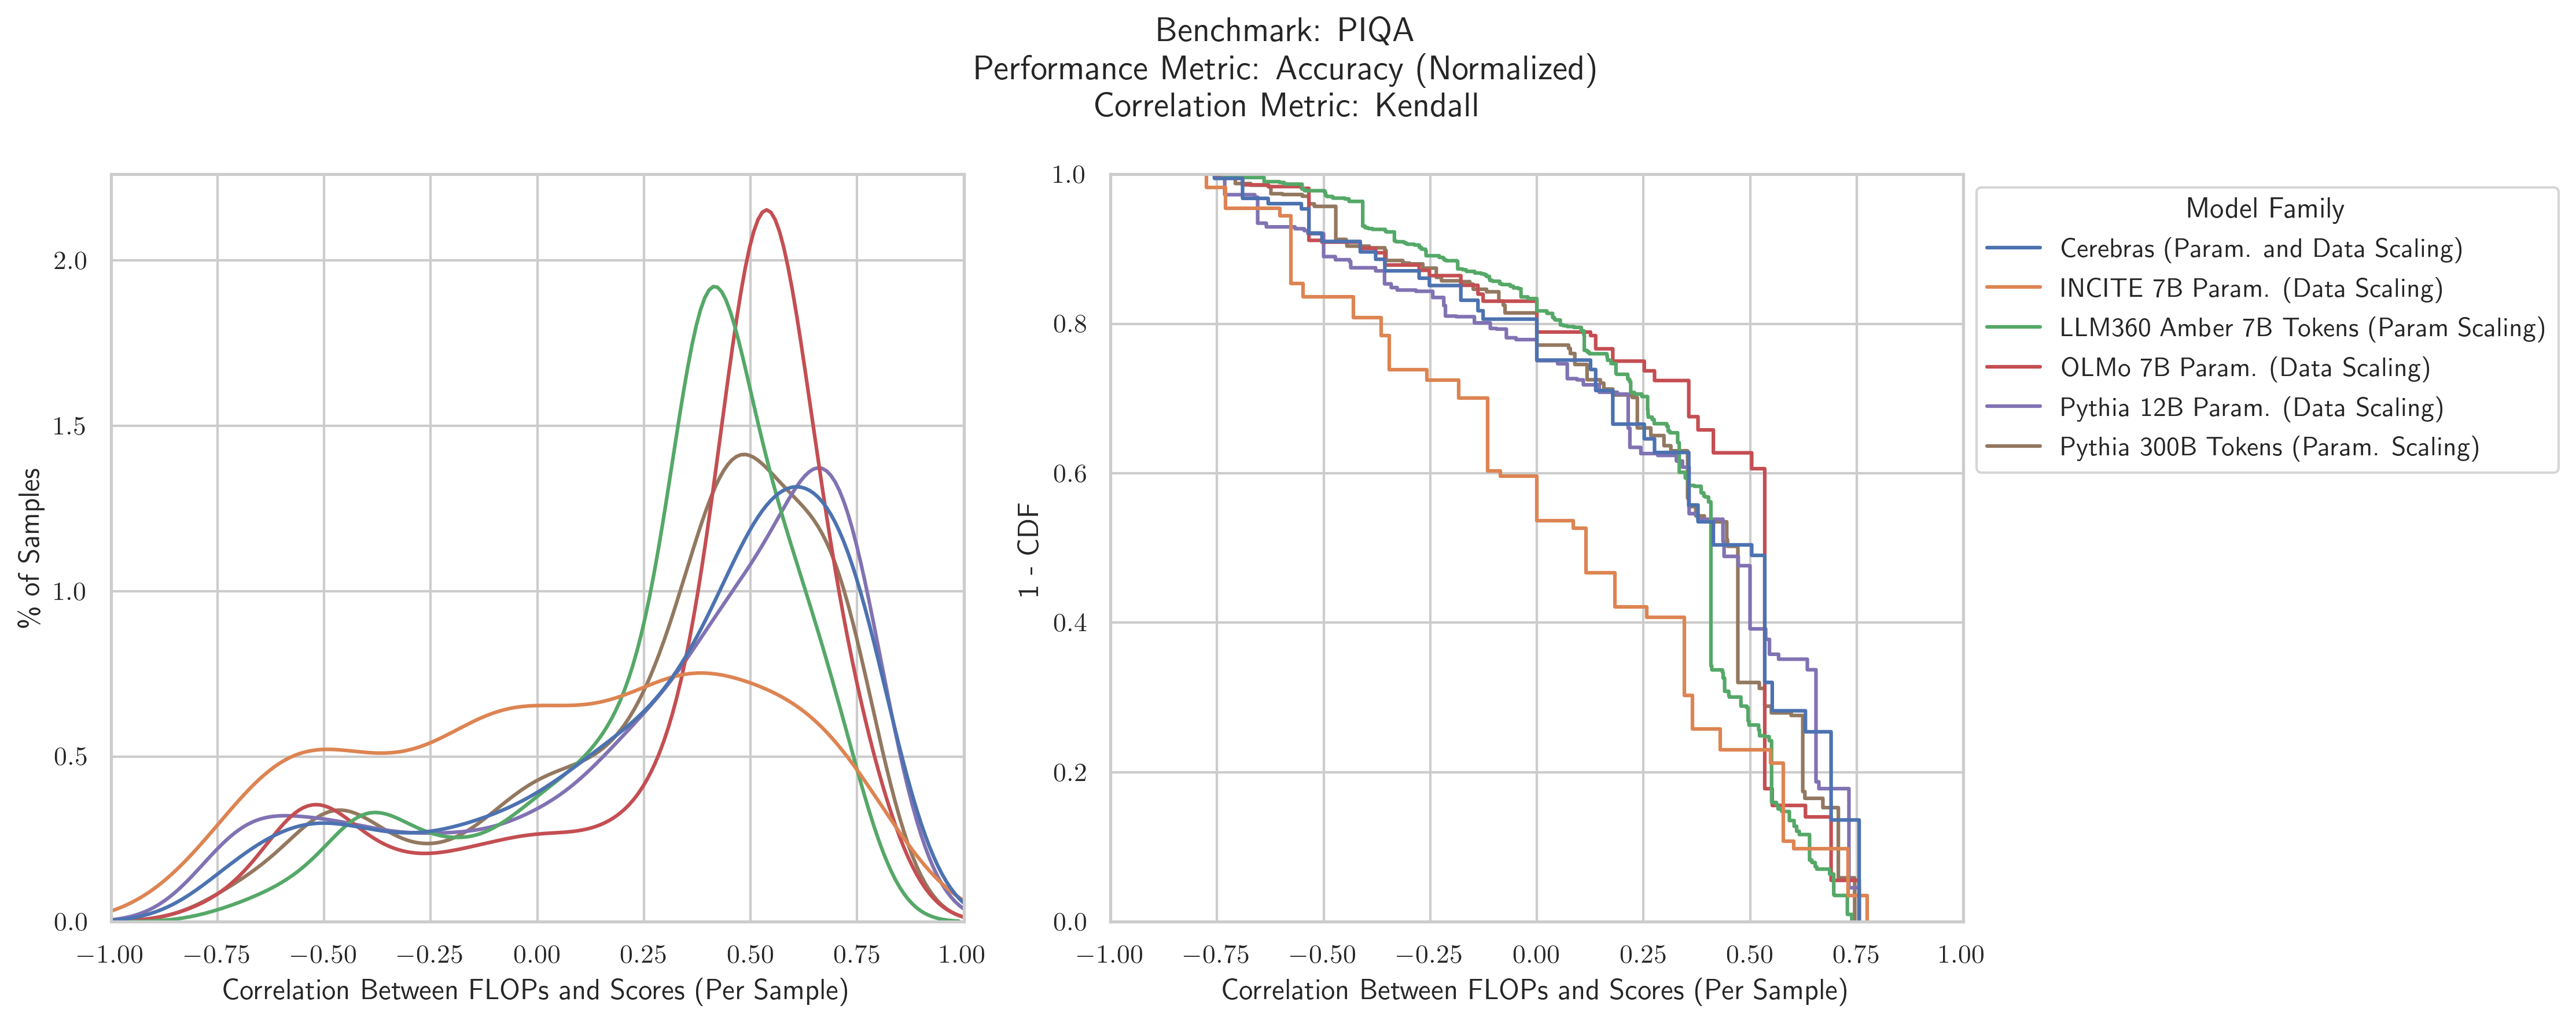 Benchmark: PIQA
Performance Metric: Accuracy (Normalized)
Correlation Metric: Kendall
% of Samples
2.0
1.5
1.0
0.5
0.0
−1.00 −0.75 −0.50 −0.25 0.00 0.25 0.50 0.75 1.00
Correlation Between FLOPs and Scores (Per Sample)
1 - CDF
1.0
0.8
0.6
0.4
0.2
0.0
−1.00 −0.75 −0.50 −0.25 0.00 0.25 0.50 0.75 1.00
Correlation Between FLOPs and Scores (Per Sample)
Model Family
Cerebras (Param. and Data Scaling)
INCITE 7B Param. (Data Scaling)
LLM360 Amber 7B Tokens (Param Scaling)
OLMo 7B Param. (Data Scaling)
Pythia 12B Param. (Data Scaling)
Pythia 300B Tokens (Param. Scaling)